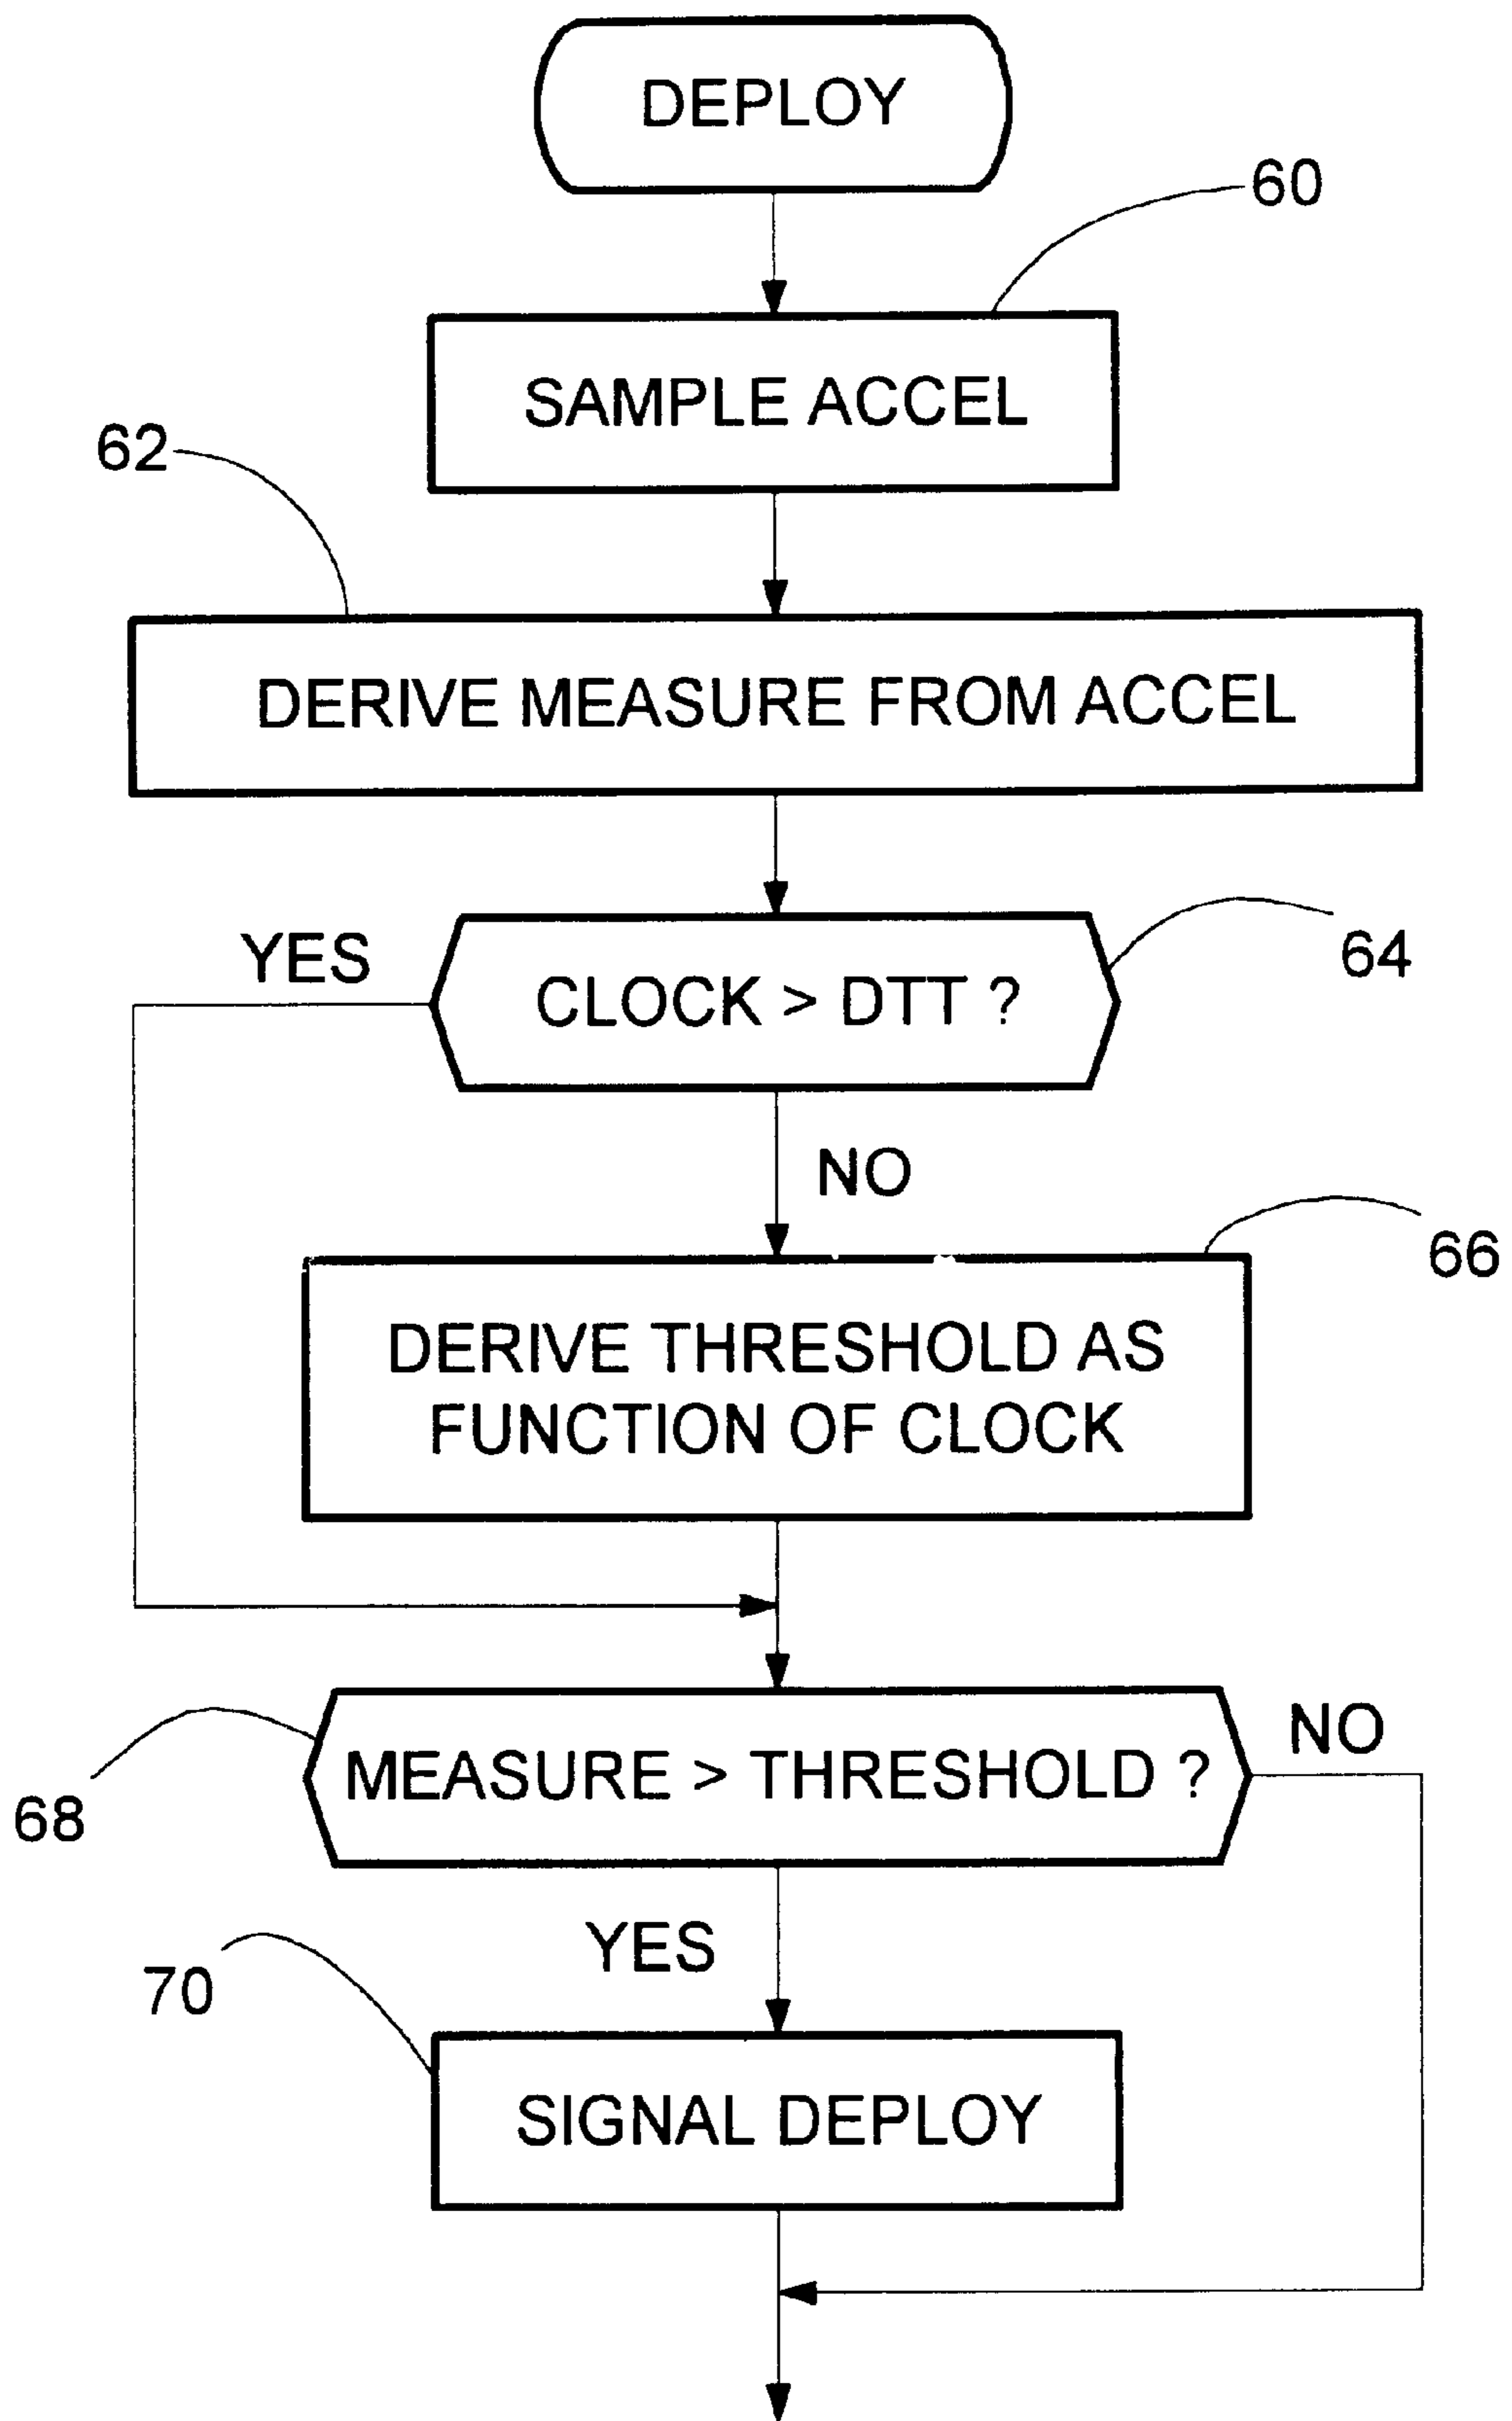 DEPLOY
60
SAMPLE ACCEL
62
DERIVE MEASURE FROM ACCEL
YES
64
CLOCK > DTT ?
NO
66
DERIVE THRESHOLD AS
FUNCTION OF CLOCK
NO
MEASURE > THRESHOLD ?
68
YES
70
SIGNAL DEPLOY